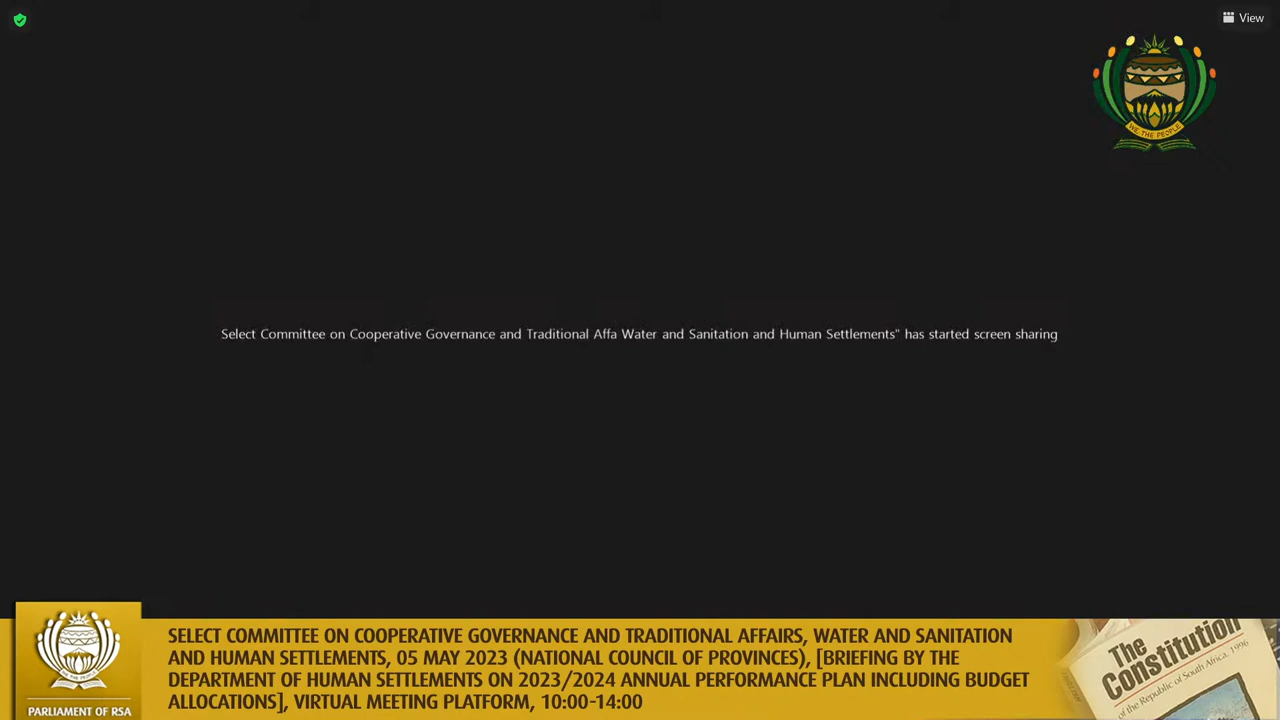 View
WE, THE PEOPLE
Select Committee on Cooperative Governance and Traditional Affa Water and Sanitation and Human Settlements" has started screen sharing
SELECT COMMITTEE ON COOPERATIVE GOVERNANCE AND TRADITIONAL AFFAIRS, WATER AND SANITATION
AND HUMAN SETTLEMENTS, 05 MAY 2023 (NATIONAL COUNCIL OF PROVINCES), [BRIEFING BY THE
DEPARTMENT OF HUMAN SETTLEMENTS ON 2023/2024 ANNUAL PERFORMANCE PLAN INCLUDING BUDGET
ALLOCATIONS], VIRTUAL MEETING PLATFORM, 10:00-14:00
WE, THE PEOPLE
PARLIAMENT OF RSA
The
Constitution
of the Republic of South Africa, 1996